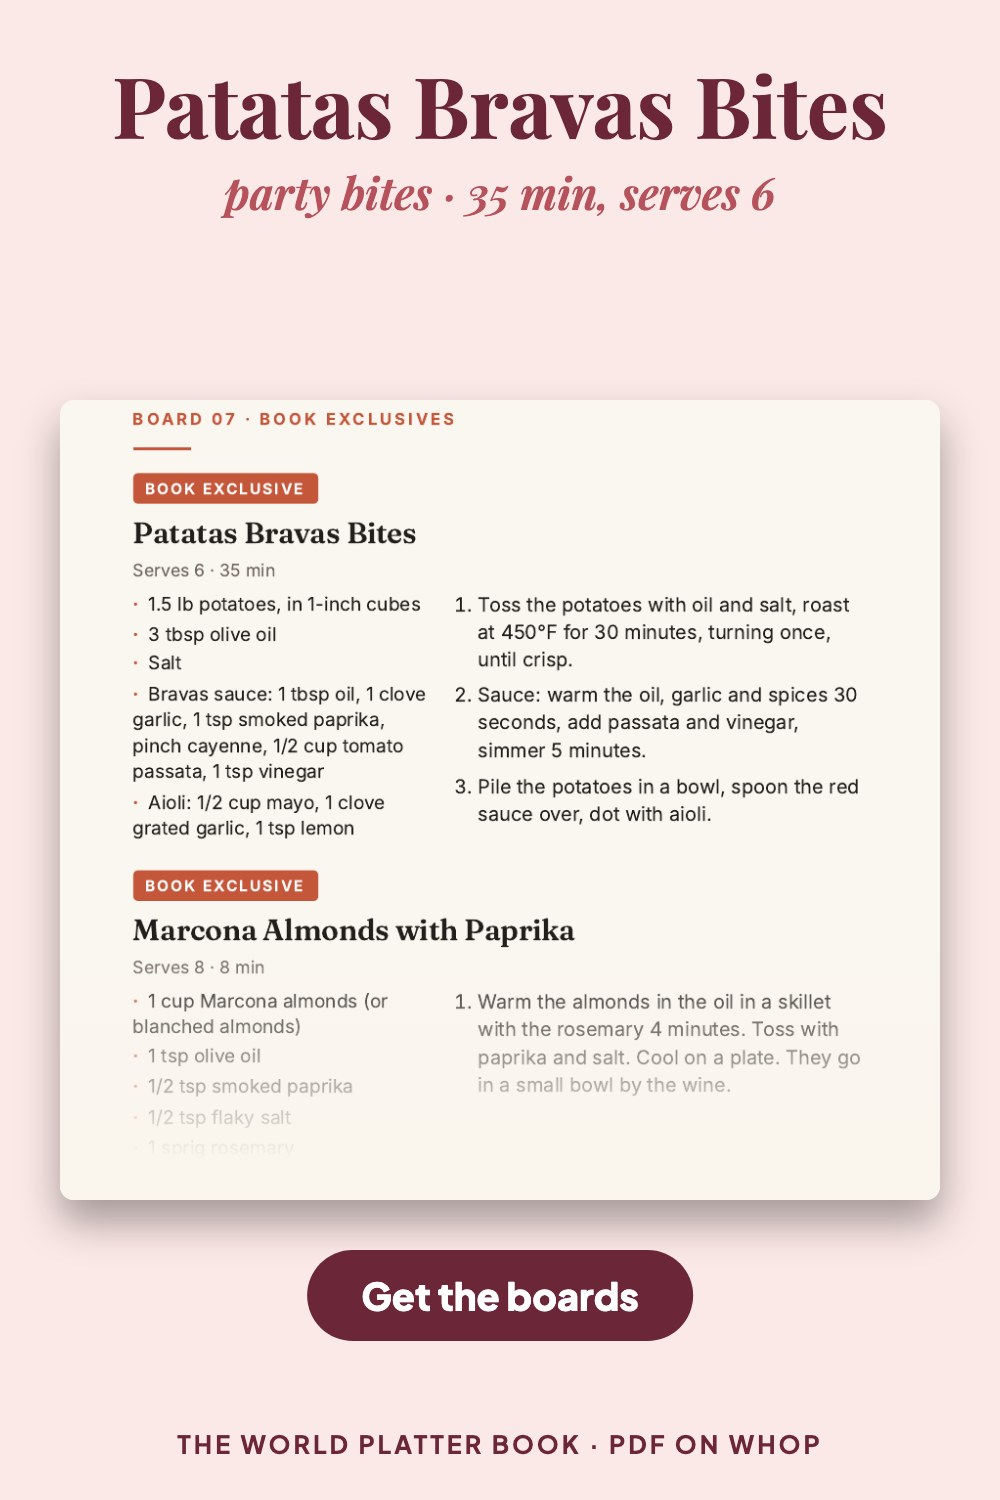 Patatas Bravas Bites
party bites · 35 min, serves 6
BOARD 07 · BOOK EXCLUSIVES
BOOK EXCLUSIVE
Patatas Bravas Bites
Serves 6 · 35 min
· 1.5 lb potatoes, in 1-inch cubes
· 3 tbsp olive oil
· Salt
· Bravas sauce: 1 tbsp oil, 1 clove
garlic, 1 tsp smoked paprika,
pinch cayenne, 1/2 cup tomato
passata, 1 tsp vinegar
· Aioli: 1/2 cup mayo, 1 clove
grated garlic, 1 tsp lemon
1. Toss the potatoes with oil and salt, roast
at 450°F for 30 minutes, turning once,
until crisp.
2. Sauce: warm the oil, garlic and spices 30
seconds, add passata and vinegar,
simmer 5 minutes.
3. Pile the potatoes in a bowl, spoon the red
sauce over, dot with aioli.
BOOK EXCLUSIVE
Marcona Almonds with Paprika
Serves 8 · 8 min
· 1 cup Marcona almonds (or
blanched almonds)
· 1 tsp olive oil
· 1/2 tsp smoked paprika
· 1/2 tsp flaky salt
· 1 sprig rosemary
1. Warm the almonds in the oil in a skillet
with the rosemary 4 minutes. Toss with
paprika and salt. Cool on a plate. They go
in a small bowl by the wine.
Get the boards
THE WORLD PLATTER BOOK · PDF ON WHOP